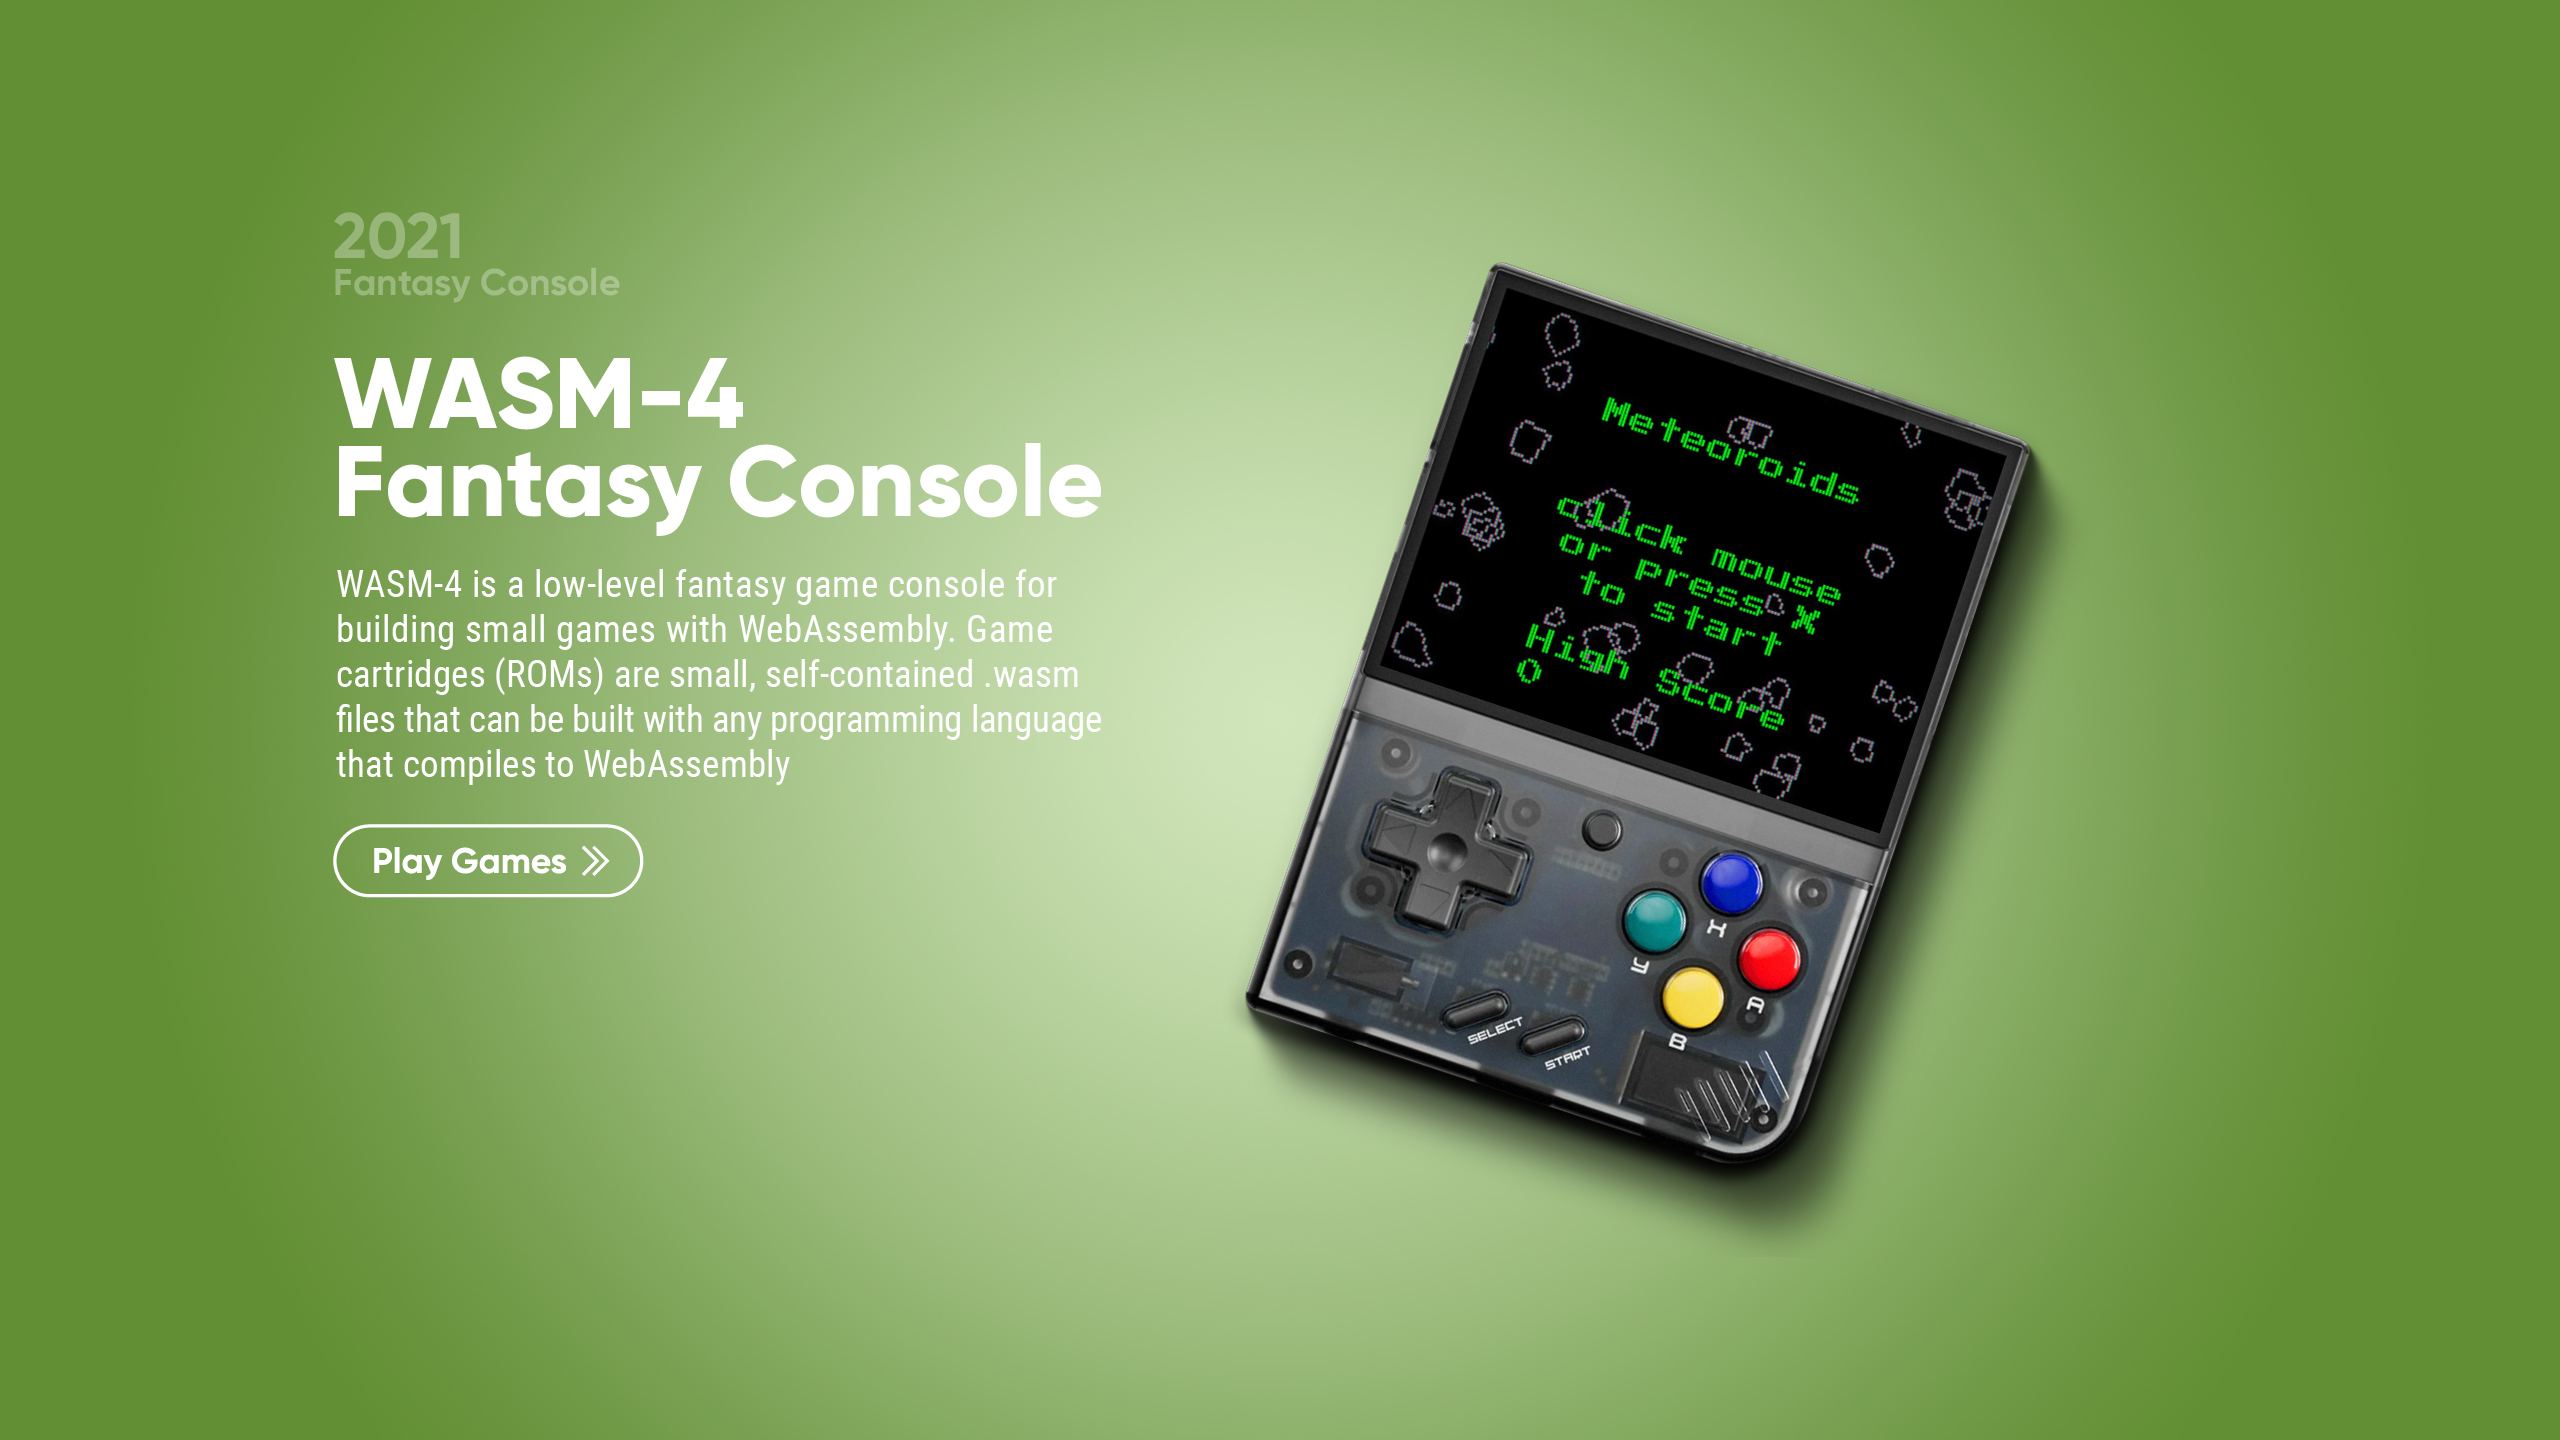 2021
Fantasy Console
WASM-4
Fantasy Console
WASM-4 is a low-level fantasy game console for
building small games with WebAssembly. Game
cartridges (ROMs) are small, self-contained .wasm
files that can be built with any programming language
that compiles to WebAssembly
Play Games
Meteoroids
click mouse
or press X
to start
High Score
0
X
Y
A
B
SELECT
START